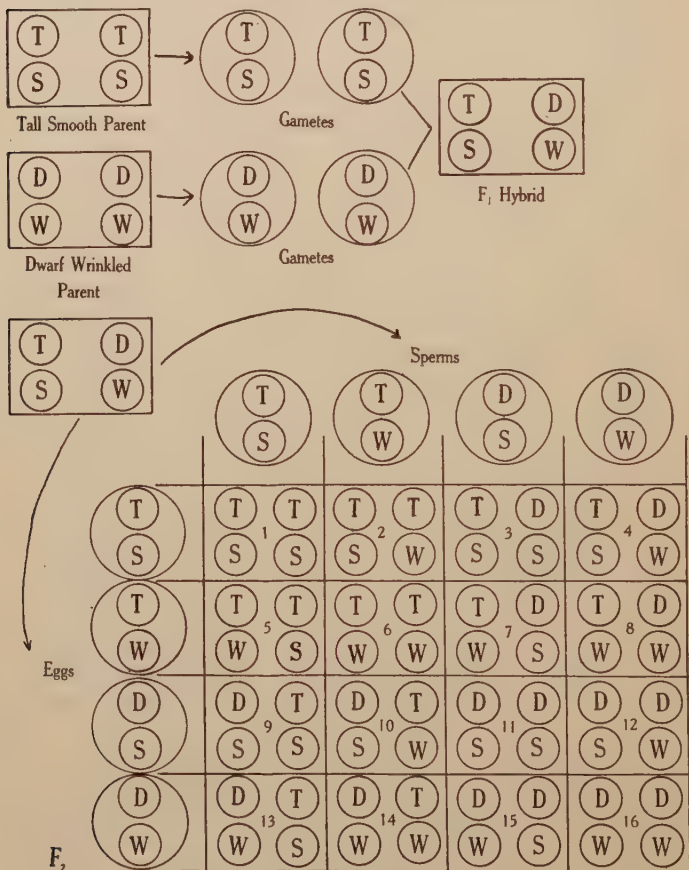 T T T T
S S S S
Tall Smooth Parent
Gametes
T D
S W
F₁ Hybrid
D D D D
W W W W
Gametes
Dwarf Wrinkled
Parent
T D
S W
Sperms
T T D D
S W S W
Eggs
T T T T T T D T D
1 2 3 4
S S S S W S S S W
T T T T T T D T D
5 6 7 8
W W S W W W S W W
D D T D T D D D D
9 10 11 12
S S S S W S S S W
D D T D T D D D D
13 14 15 16
W W S W W W S W W
F₂